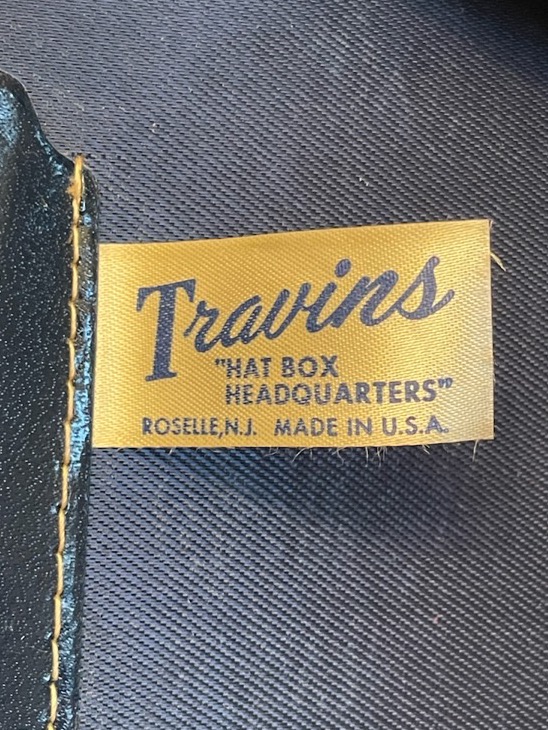 Travins
"HAT BOX
HEADQUARTERS"
ROSELLE, N.J. MADE IN U.S.A.